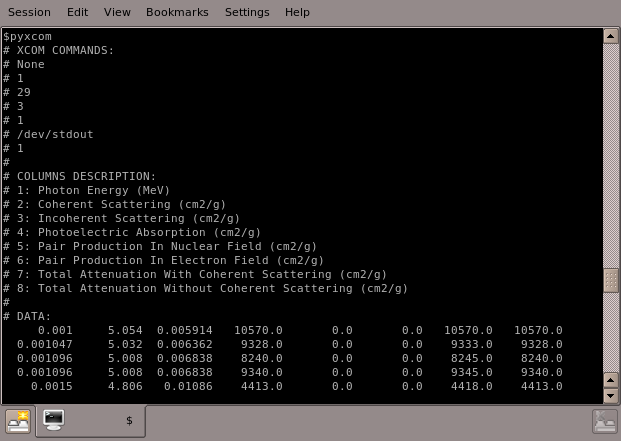 Session Edit View Bookmarks Settings Help
$pyxcom
# XCOM COMMANDS:
# None
# 1
# 29
# 3
# 1
# /dev/stdout
# 1
#
# COLUMNS DESCRIPTION:
# 1: Photon Energy (MeV)
# 2: Coherent Scattering (cm2/g)
# 3: Incoherent Scattering (cm2/g)
# 4: Photoelectric Absorption (cm2/g)
# 5: Pair Production In Nuclear Field (cm2/g)
# 6: Pair Production In Electron Field (cm2/g)
# 7: Total Attenuation With Coherent Scattering (cm2/g)
# 8: Total Attenuation Without Coherent Scattering (cm2/g)
#
# DATA:
0.001 5.054 0.005914 10570.0 0.0 0.0 10570.0 10570.0
0.001047 5.032 0.006362 9328.0 0.0 0.0 9333.0 9328.0
0.001096 5.008 0.006838 8240.0 0.0 0.0 8245.0 8240.0
0.001096 5.008 0.006838 9340.0 0.0 0.0 9345.0 9340.0
0.0015 4.806 0.01086 4413.0 0.0 0.0 4418.0 4413.0
$